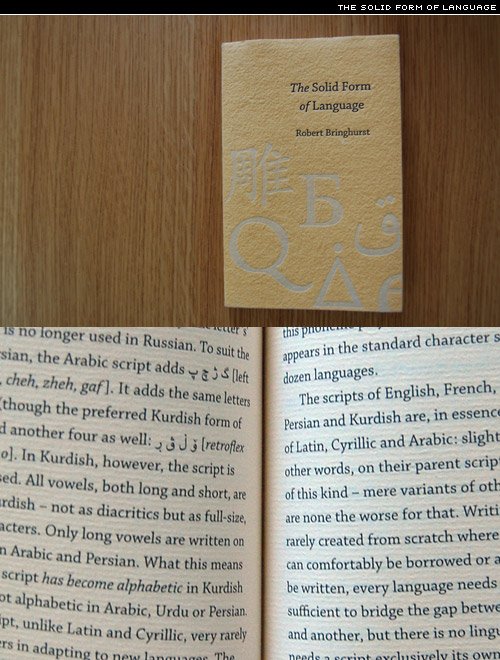 THE SOLID FORM OF LANGUAGE
The Solid Form
of Language
Robert Bringhurst
雕
Б
ق
Q
is no longer used in Russian. To suit the
sian, the Arabic script adds گ ژ چ پ [left
, cheh, zheh, gaf]. It adds the same letters
(though the preferred Kurdish form of
d another four as well:
[retroflex
o]. In Kurdish, however, the script is
sed. All vowels, both long and short, are
urdish – not as diacritics but as full-size,
acters. Only long vowels are written on
n Arabic and Persian. What this means
script has become alphabetic in Kurdish
ot alphabetic in Arabic, Urdu or Persian.
ipt, unlike Latin and Cyrillic, very rarely
ers in adapting to new languages. The
appears in the standard character s
dozen languages.
The scripts of English, French,
Persian and Kurdish are, in essenc
of Latin, Cyrillic and Arabic: slight
other words, on their parent script
of this kind – mere variants of oth
are none the worse for that. Writi
rarely created from scratch where
can comfortably be borrowed or a
be written, every language needs
sufficient to bridge the gap betwe
and another, but there is no lingu
needs a script exclusively its own